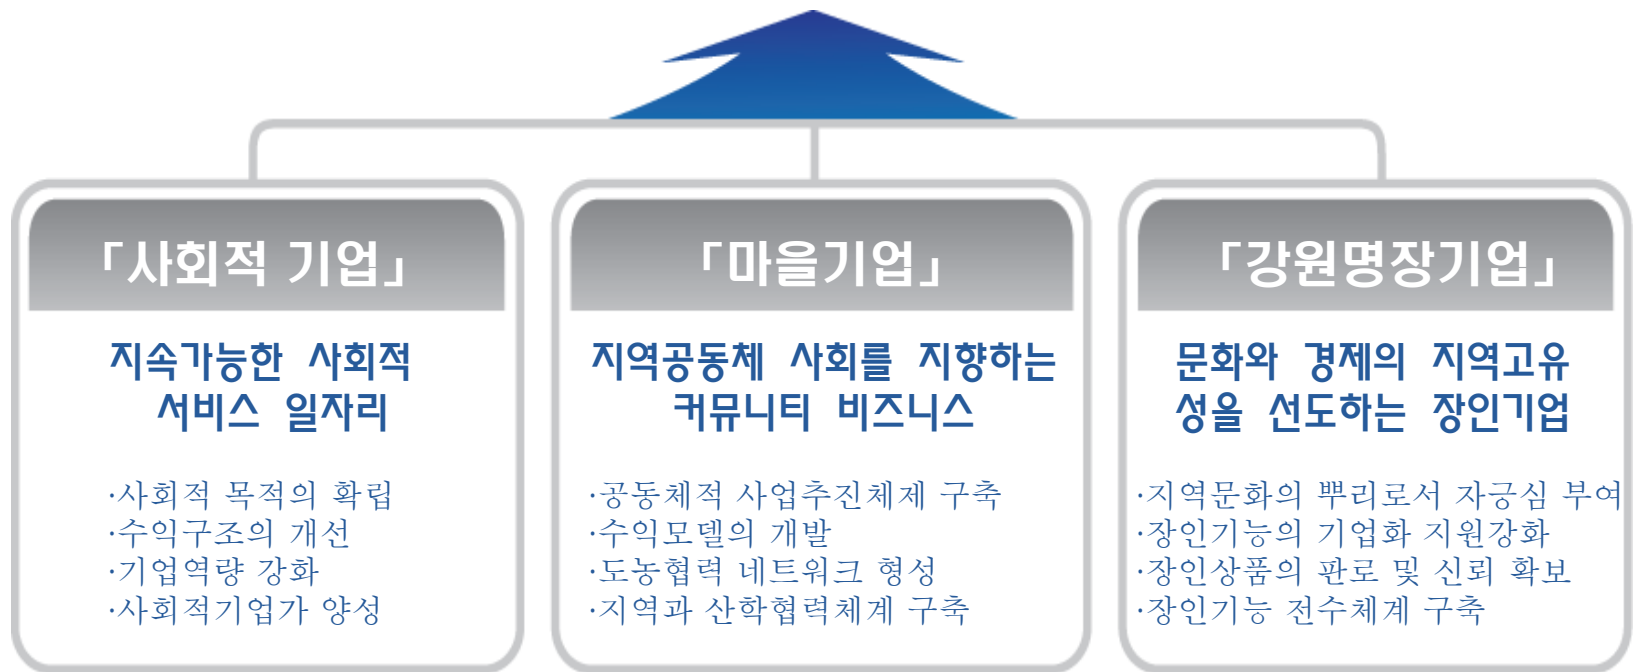 「사회적 기업」
지속가능한 사회적
서비스 일자리
·사회적 목적의 확립
·수익구조의 개선
·기업역량 강화
·사회적기업가 양성
「마을기업」
지역공동체 사회를 지향하는
커뮤니티 비즈니스
·공동체적 사업추진체제 구축
·수익모델의 개발
·도농협력 네트워크 형성
·지역과 산학협력체계 구축
「강원명장기업」
문화와 경제의 지역고유
성을 선도하는 장인기업
·지역문화의 뿌리로서 자긍심 부여
·장인기능의 기업화 지원강화
·장인상품의 판로 및 신뢰 확보
·장인기능 전수체계 구축